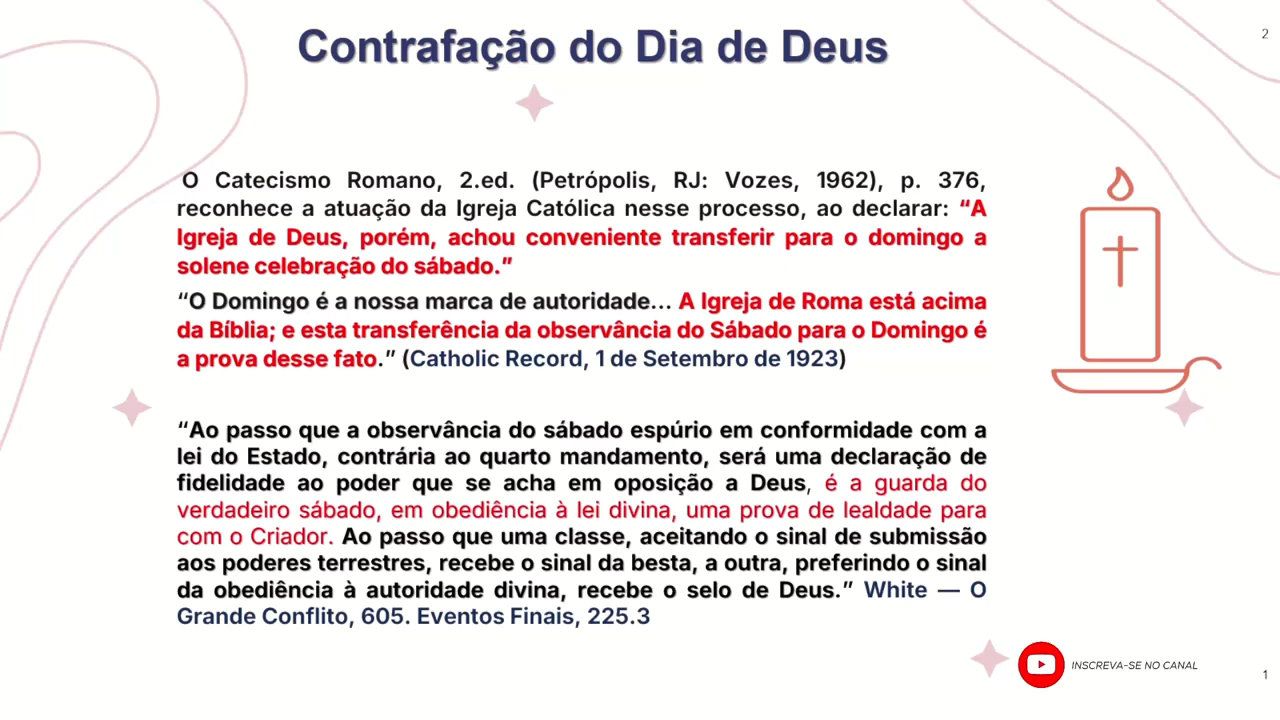 Contrafação do Dia de Deus
2
O Catecismo Romano, 2.ed. (Petrópolis, RJ: Vozes, 1962), p. 376,
reconhece a atuação da Igreja Católica nesse processo, ao declarar: “A
Igreja de Deus, porém, achou conveniente transferir para o domingo a
solene celebração do sábado.”
“O Domingo é a nossa marca de autoridade... A Igreja de Roma está acima
da Bíblia; e esta transferência da observância do Sábado para o Domingo é
a prova desse fato.” (Catholic Record, 1 de Setembro de 1923)
“Ao passo que a observância do sábado espúrio em conformidade com a
lei do Estado, contrária ao quarto mandamento, será uma declaração de
fidelidade ao poder que se acha em oposição a Deus, é a guarda do
verdadeiro sábado, em obediência à lei divina, uma prova de lealdade para
com o Criador. Ao passo que uma classe, aceitando o sinal de submissão
aos poderes terrestres, recebe o sinal da besta, a outra, preferindo o sinal
da obediência à autoridade divina, recebe o selo de Deus.” White — O
Grande Conflito, 605. Eventos Finais, 225.3
INSCREVA-SE NO CANAL
1